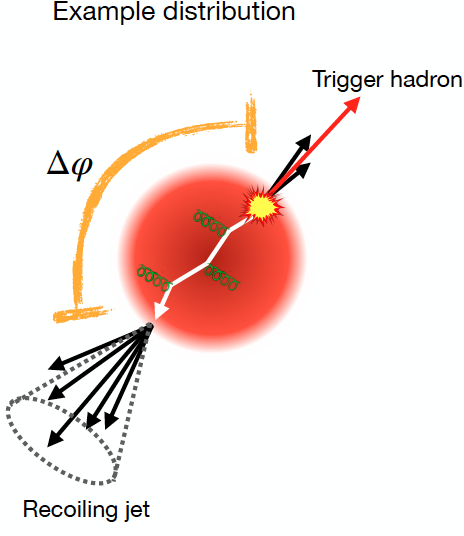 Example distribution
Trigger hadron
Δφ
Recoiling jet